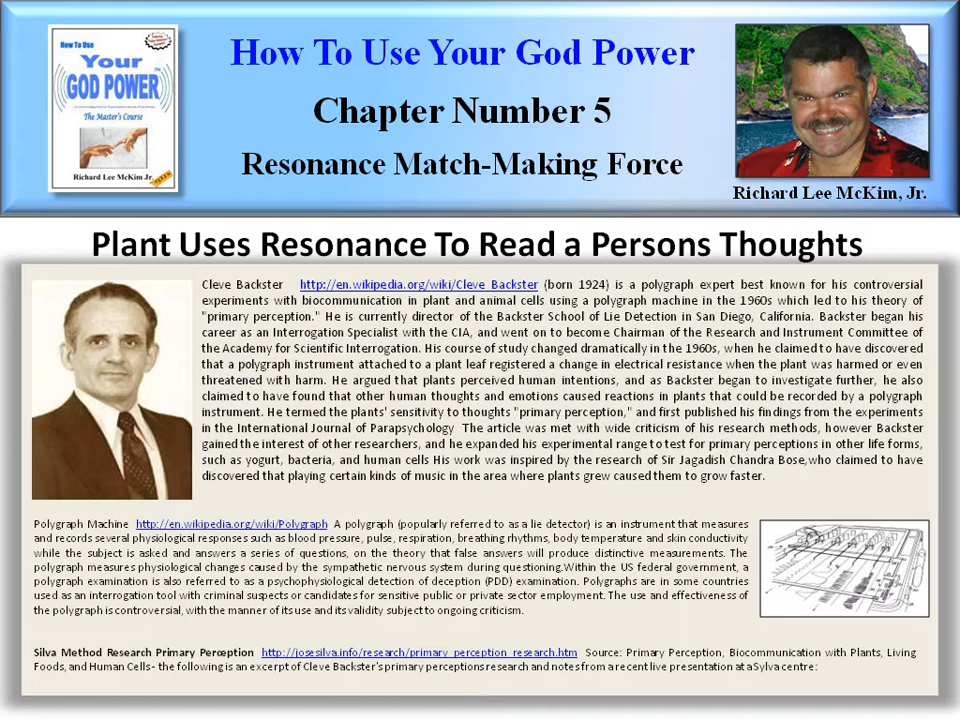 How To Use
Your
GOD POWER
The Master's Course
Richard Lee McKim Jr.
How To Use Your God Power
Chapter Number 5
Resonance Match-Making Force
Richard Lee McKim, Jr.
Plant Uses Resonance To Read a Persons Thoughts
Cleve Backster http://en.wikipedia.org/wiki/Cleve_Backster (born 1924) is a polygraph expert best known for his controversial
experiments with biocommunication in plant and animal cells using a polygraph machine in the 1960s which led to his theory of
"primary perception." He is currently director of the Backster School of Lie Detection in San Diego, California. Backster began his
career as an Interrogation Specialist with the CIA, and went on to become Chairman of the Research and Instrument Committee of
the Academy for Scientific Interrogation. His course of study changed dramatically in the 1960s, when he claimed to have discovered
that a polygraph instrument attached to a plant leaf registered a change in electrical resistance when the plant was harmed or even
threatened with harm. He argued that plants perceived human intentions, and as Backster began to investigate further, he also
claimed to have found that other human thoughts and emotions caused reactions in plants that could be recorded by a polygraph
instrument. He termed the plants' sensitivity to thoughts "primary perception," and first published his findings from the experiments
in the International Journal of Parapsychology The article was met with wide criticism of his research methods, however Backster
gained the interest of other researchers, and he expanded his experimental range to test for primary perceptions in other life forms,
such as yogurt, bacteria, and human cells His work was inspired by the research of Sir Jagadish Chandra Bose,who claimed to have
discovered that playing certain kinds of music in the area where plants grew caused them to grow faster.
Polygraph Machine http://en.wikipedia.org/wiki/Polygraph A polygraph (popularly referred to as a lie detector) is an instrument that measures
and records several physiological responses such as blood pressure, pulse, respiration, breathing rhythms, body temperature and skin conductivity
while the subject is asked and answers a series of questions, on the theory that false answers will produce distinctive measurements. The
polygraph measures physiological changes caused by the sympathetic nervous system during questioning.Within the US federal government, a
polygraph examination is also referred to as a psychophysiological detection of deception (PDD) examination. Polygraphs are in some countries
used as an interrogation tool with criminal suspects or candidates for sensitive public or private sector employment. The use and effectiveness of
the polygraph is controversial, with the manner of its use and its validity subject to ongoing criticism.
Silva Method Research Primary Perception http://josesilva.info/research/primary_perception_research.htm Source: Primary Perception, Biocommunication with Plants, Living
Foods, and Human Cells- the following is an excerpt of Cleve Backster's primary perceptions research and notes from a recent live presentation at a Sylva centre: